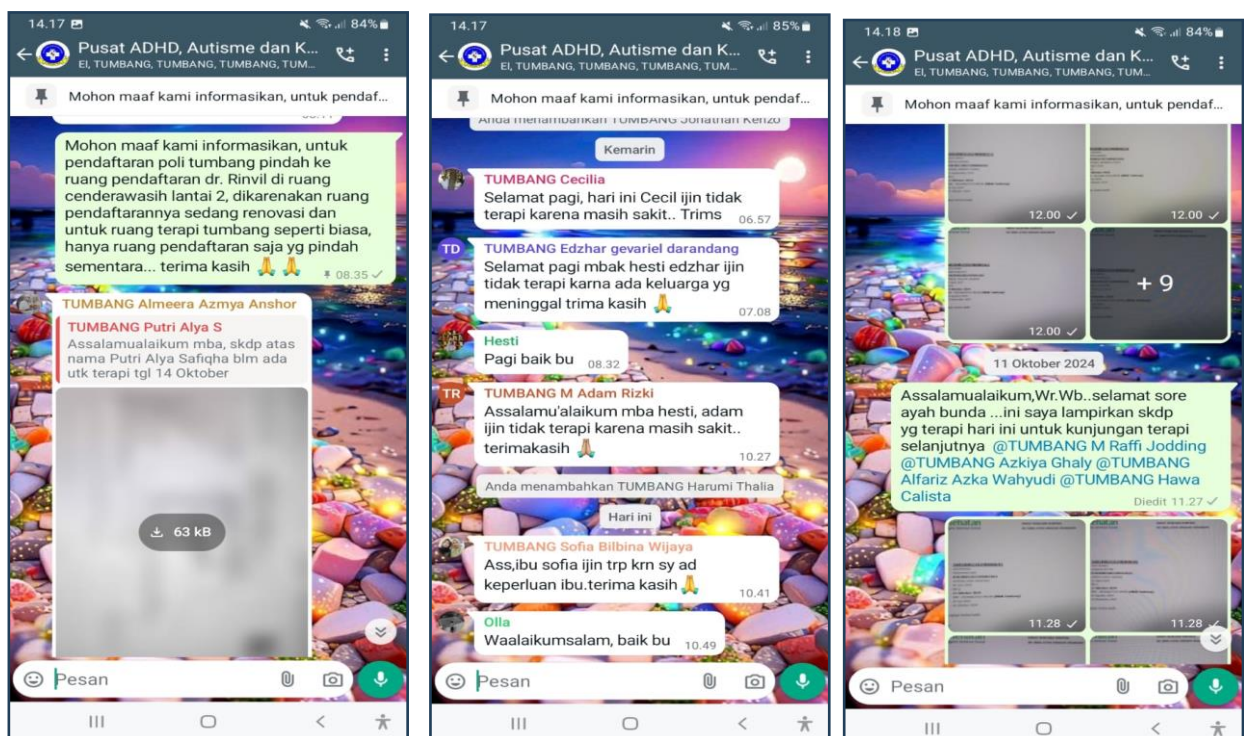 14.17
84%
Pusat ADHD, Autisme dan K...
EI, TUMBANG, TUMBANG, TUMBANG, TUM...
Mohon maaf kami informasikan, untuk pendaf...
Mohon maaf kami informasikan, untuk
pendaftaran poli tumbang pindah ke
ruang pendaftaran dr. Rinvil di ruang
cenderawasih lantai 2, dikarenakan ruang
pendaftarannya sedang renovasi dan
untuk ruang terapi tumbang seperti biasa,
hanya ruang pendaftaran saja yg pindah
sementara... terima kasih 🙏 🙏
08.35
TUMBANG Almeera Azmya Anshor
TUMBANG Putri Alya S
Assalamualaikum mba, skdp atas
nama Putri Alya Safiqha blm ada
utk terapi tgl 14 Oktober
63 kB
Pesan
14.17
85%
Pusat ADHD, Autisme dan K...
EI, TUMBANG, TUMBANG, TUMBANG, TUM...
Mohon maaf kami informasikan, untuk pendaf...
Anda menambahkan TUMBANG Jonathan Kenzo
Kemarin
TUMBANG Cecilia
Selamat pagi, hari ini Cecil ijin tidak
terapi karena masih sakit.. Trims
06.57
TD
TUMBANG Edzhar gevariel darandang
Selamat pagi mbak hesti edzhar ijin
tidak terapi karna ada keluarga yg
meninggal trima kasih 🙏
07.08
Hesti
Pagi baik bu
08.32
TR
TUMBANG M Adam Rizki
Assalamu'alaikum mba hesti, adam
ijin tidak terapi karena masih sakit..
terimakasih 🙏
10.27
Anda menambahkan TUMBANG Harumi Thalia
Hari ini
TUMBANG Sofia Bilbina Wijaya
Ass,ibu sofia ijin trp krn sy ad
keperluan ibu.terima kasih 🙏
10.41
Olla
Waalaikumsalam, baik bu
10.49
Pesan
14.18
84%
Pusat ADHD, Autisme dan K...
EI, TUMBANG, TUMBANG, TUMBANG, TUM...
Mohon maaf kami informasikan, untuk pendaf...
12.00
12.00
12.00
+ 9
11 Oktober 2024
Assalamualaikum,Wr.Wb..selamat sore
ayah bunda ...ini saya lampirkan skdp
yg terapi hari ini untuk kunjungan terapi
selanjutnya @TUMBANG M Raffi Jodding
@TUMBANG Azkiya Ghaly @TUMBANG
Alfariz Azka Wahyudi @TUMBANG Hawa
Calista
Diedit 11.27
11.28
11.28
Pesan